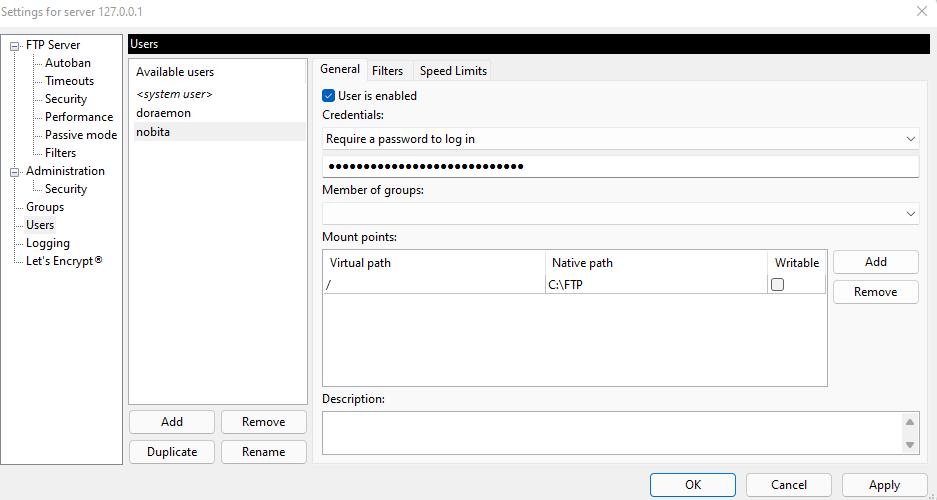 Settings for server 127.0.0.1
FTP Server
Autoban
Timeouts
Security
Performance
Passive mode
Filters
Administration
Security
Groups
Users
Logging
Let's Encrypt®
Users
Available users
<system user>
doraemon
nobita
Add
Remove
Duplicate
Rename
General
Filters
Speed Limits
User is enabled
Credentials:
Require a password to log in
●●●●●●●●●●●●●●●●●●●●●●●●●●●●
Member of groups:
Mount points:
Virtual path
Native path
Writable
/
C:\FTP
Add
Remove
Description:
OK
Cancel
Apply